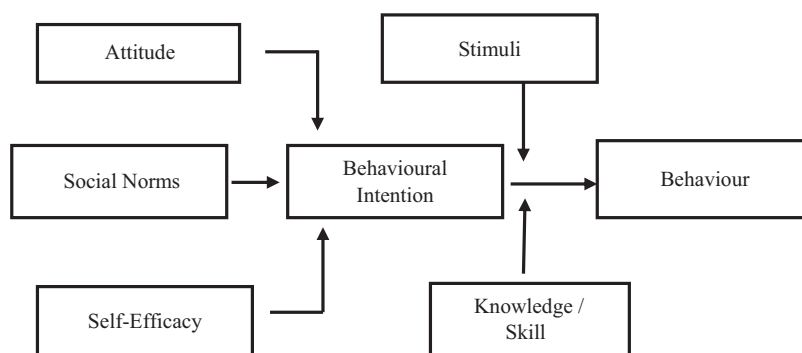 Attitude
Stimuli
Social Norms
Behavioural
Intention
Behaviour
Self-Efficacy
Knowledge /
Skill